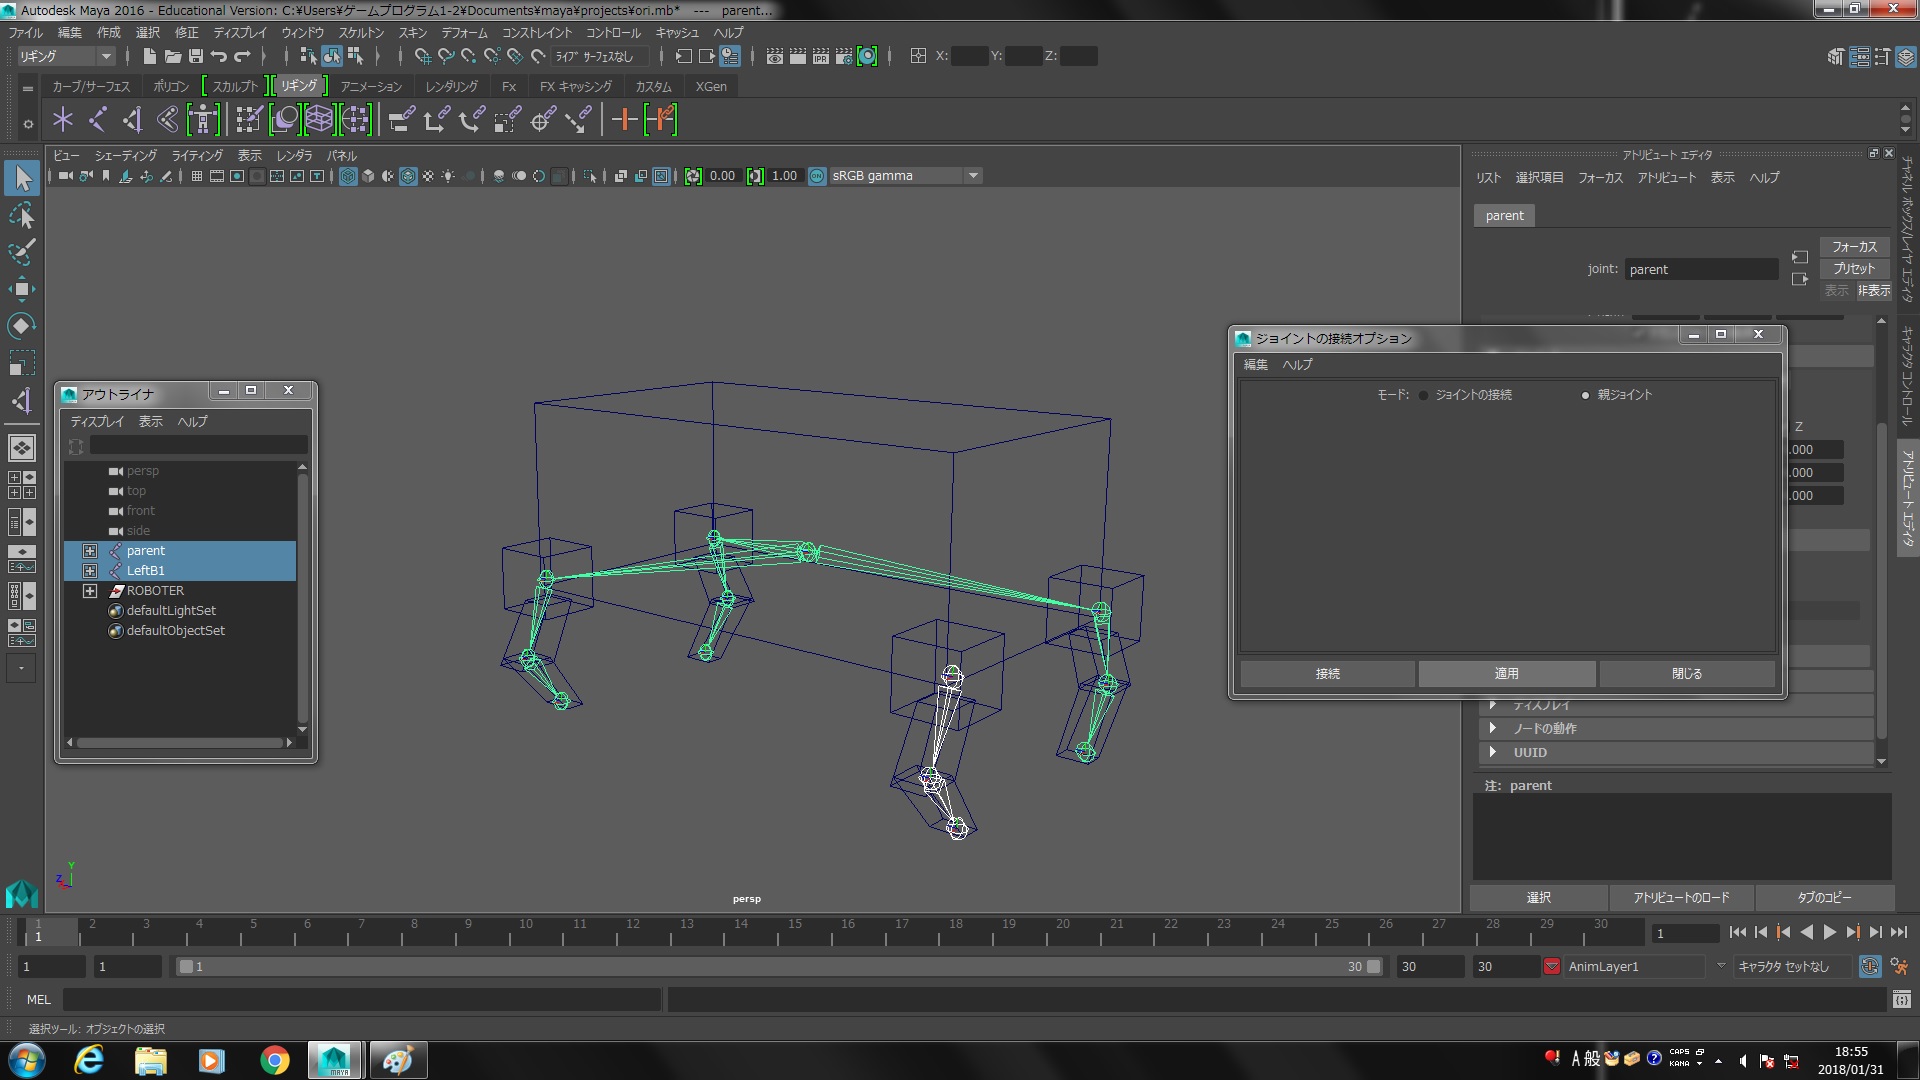 Autodesk Maya 2016 - Educational Version: C:¥Users¥ゲームプログラム1-2¥Documents¥maya¥projects¥ori.mb*   ---   parent...
ファイル 編集 作成 選択 修正 ディスプレイ ウィンドウ スケルトン スキン デフォーム コンストレイント コントロール キャッシュ ヘルプ
リギング ライブ サーフェスなし X: Y: Z:
カーブ/サーフェス ポリゴン スカルプト リギング アニメーション レンダリング Fx FX キャッシング カスタム XGen
ビュー シェーディング ライティング 表示 レンダラ パネル
0.00 1.00 sRGB gamma
アトリビュート エディタ
リスト 選択項目 フォーカス アトリビュート 表示 ヘルプ
parent
フォーカス
joint: parent
プリセット
表示 非表示
チャネル ボックス/レイヤ エディタ
キャラクタ コントロール
アトリビュート エディタ
ジョイントの接続オプション
編集 ヘルプ
モード: ジョイントの接続 親ジョイント
接続 適用 閉じる
Z
.000
.000
.000
アウトライナ
ディスプレイ 表示 ヘルプ
persp
top
front
side
parent
LeftB1
ROBOTER
defaultLightSet
defaultObjectSet
ディスプレイ
ノードの動作
UUID
注: parent
選択 アトリビュートのロード タブのコピー
Y
Z
persp
1 2 3 4 5 6 7 8 9 10 11 12 13 14 15 16 17 18 19 20 21 22 23 24 25 26 27 28 29 30
1 1
1 1 1 30 30 30 AnimLayer1 キャラクタ セットなし
MEL
選択ツール: オブジェクトの選択
MAYA
A 般 CAPS KANA
18:55
2018/01/31